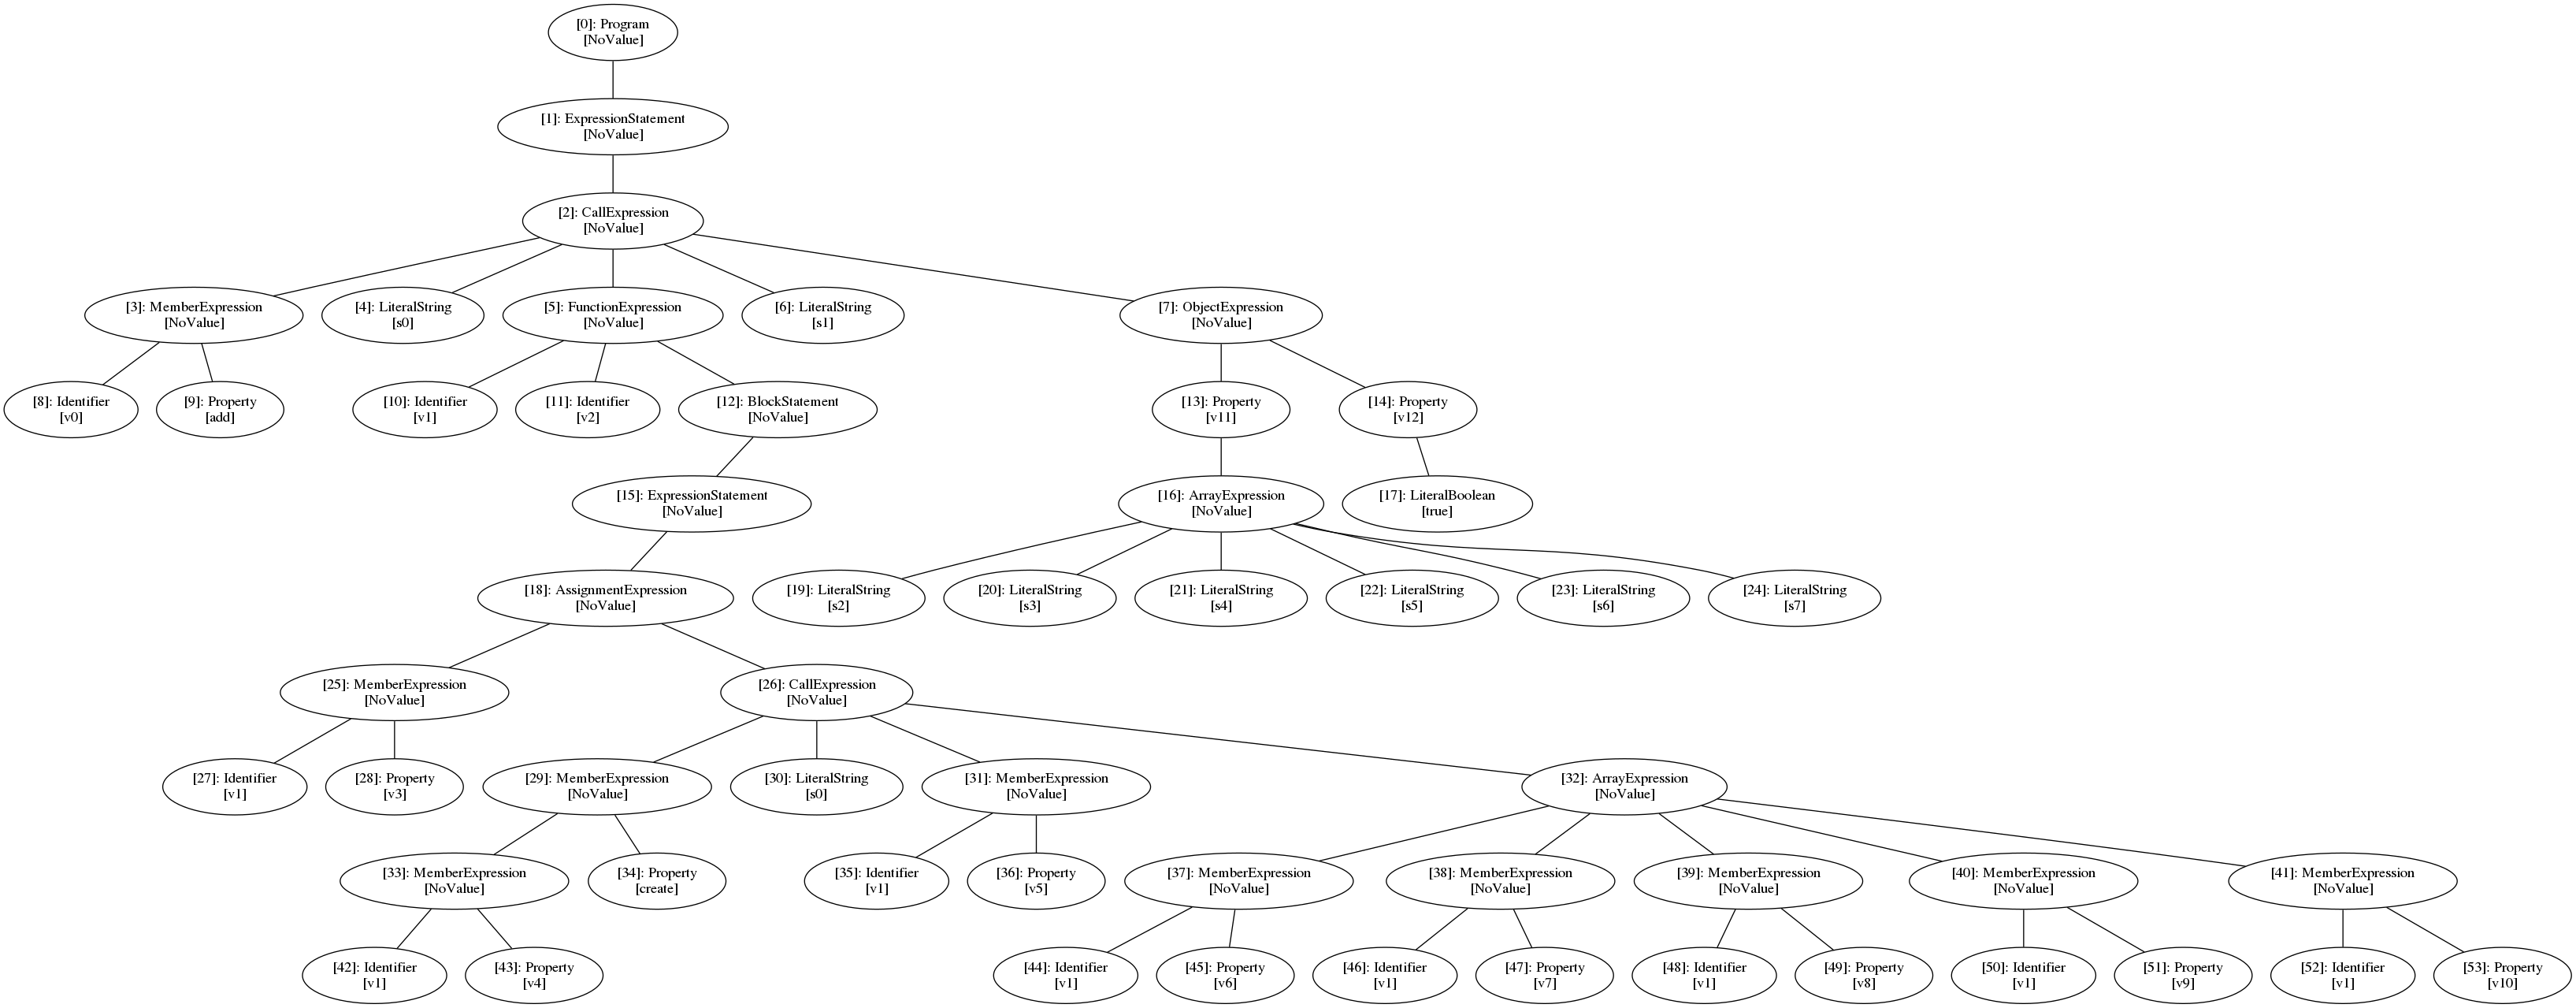 [0]: Program
[NoValue]
[1]: ExpressionStatement
[NoValue]
[2]: CallExpression
[NoValue]
[3]: MemberExpression
[NoValue]
[4]: LiteralString
[s0]
[5]: FunctionExpression
[NoValue]
[6]: LiteralString
[s1]
[7]: ObjectExpression
[NoValue]
[8]: Identifier
[v0]
[9]: Property
[add]
[10]: Identifier
[v1]
[11]: Identifier
[v2]
[12]: BlockStatement
[NoValue]
[13]: Property
[v11]
[14]: Property
[v12]
[15]: ExpressionStatement
[NoValue]
[16]: ArrayExpression
[NoValue]
[17]: LiteralBoolean
[true]
[18]: AssignmentExpression
[NoValue]
[19]: LiteralString
[s2]
[20]: LiteralString
[s3]
[21]: LiteralString
[s4]
[22]: LiteralString
[s5]
[23]: LiteralString
[s6]
[24]: LiteralString
[s7]
[25]: MemberExpression
[NoValue]
[26]: CallExpression
[NoValue]
[27]: Identifier
[v1]
[28]: Property
[v3]
[29]: MemberExpression
[NoValue]
[30]: LiteralString
[s0]
[31]: MemberExpression
[NoValue]
[32]: ArrayExpression
[NoValue]
[33]: MemberExpression
[NoValue]
[34]: Property
[create]
[35]: Identifier
[v1]
[36]: Property
[v5]
[37]: MemberExpression
[NoValue]
[38]: MemberExpression
[NoValue]
[39]: MemberExpression
[NoValue]
[40]: MemberExpression
[NoValue]
[41]: MemberExpression
[NoValue]
[42]: Identifier
[v1]
[43]: Property
[v4]
[44]: Identifier
[v1]
[45]: Property
[v6]
[46]: Identifier
[v1]
[47]: Property
[v7]
[48]: Identifier
[v1]
[49]: Property
[v8]
[50]: Identifier
[v1]
[51]: Property
[v9]
[52]: Identifier
[v1]
[53]: Property
[v10]